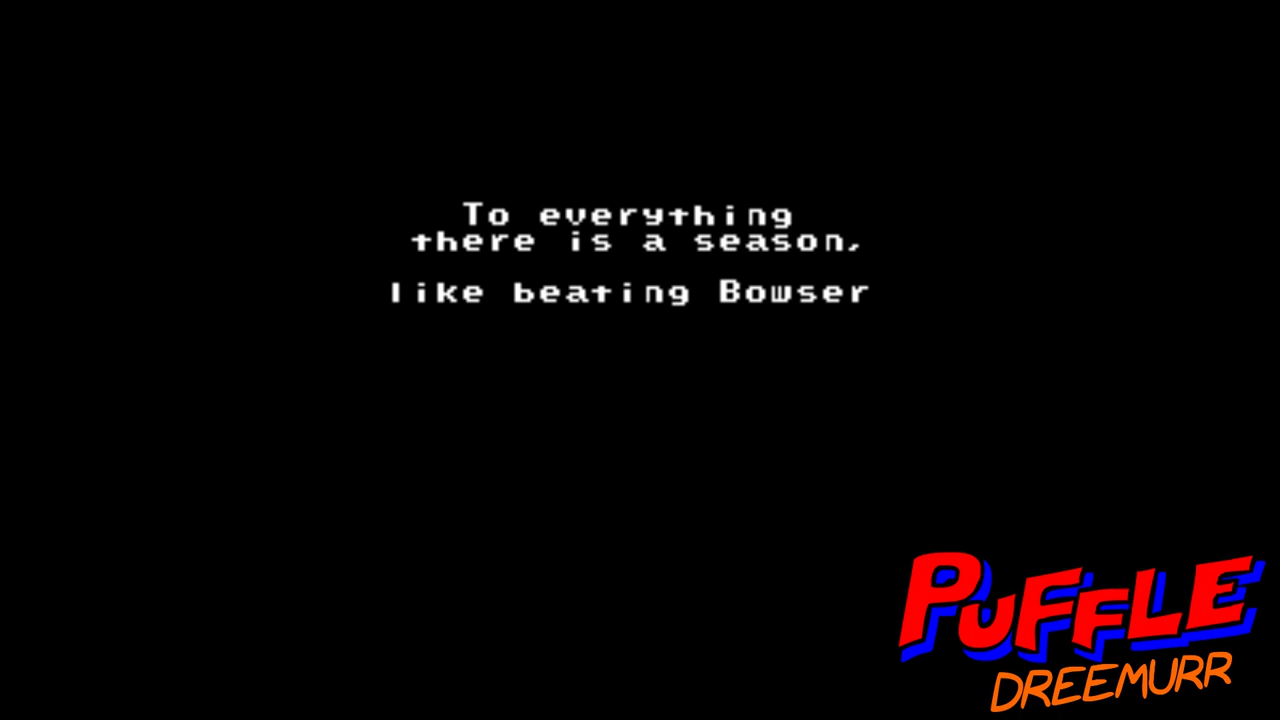 To everything
there is a season,
like beating Bowser
PUFFLE
DREEMURR